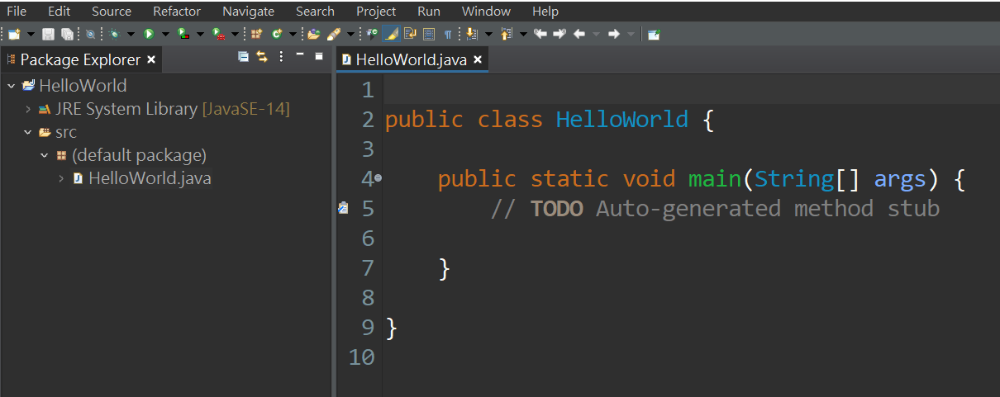 File Edit Source Refactor Navigate Search Project Run Window Help
Package Explorer
HelloWorld
JRE System Library [JavaSE-14]
src
(default package)
HelloWorld.java
HelloWorld.java
1
2 public class HelloWorld {
3
4 public static void main(String[] args) {
5 // TODO Auto-generated method stub
6
7 }
8
9 }
10